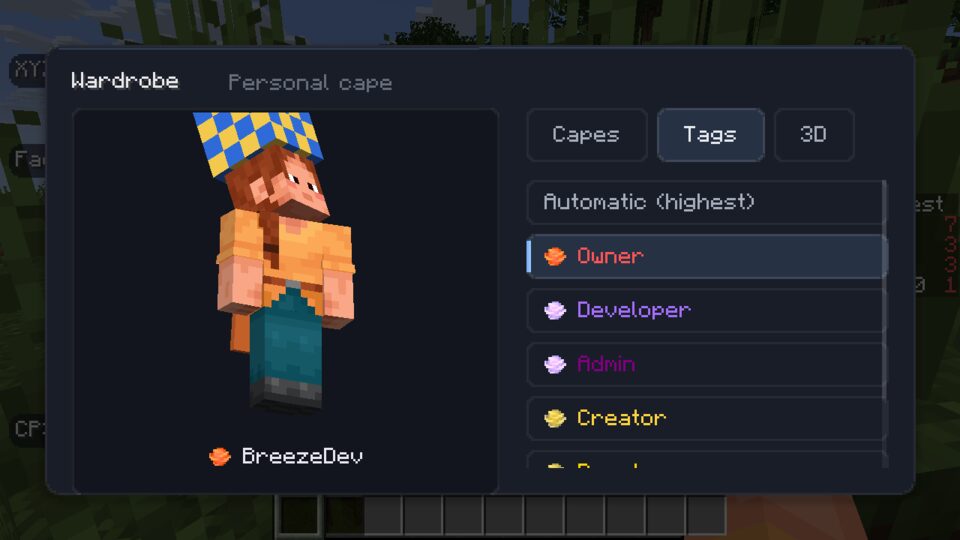 Wardrobe
Personal cape
Capes
Tags
3D
Automatic (highest)
Owner
Developer
Admin
Creator
BreezeDev